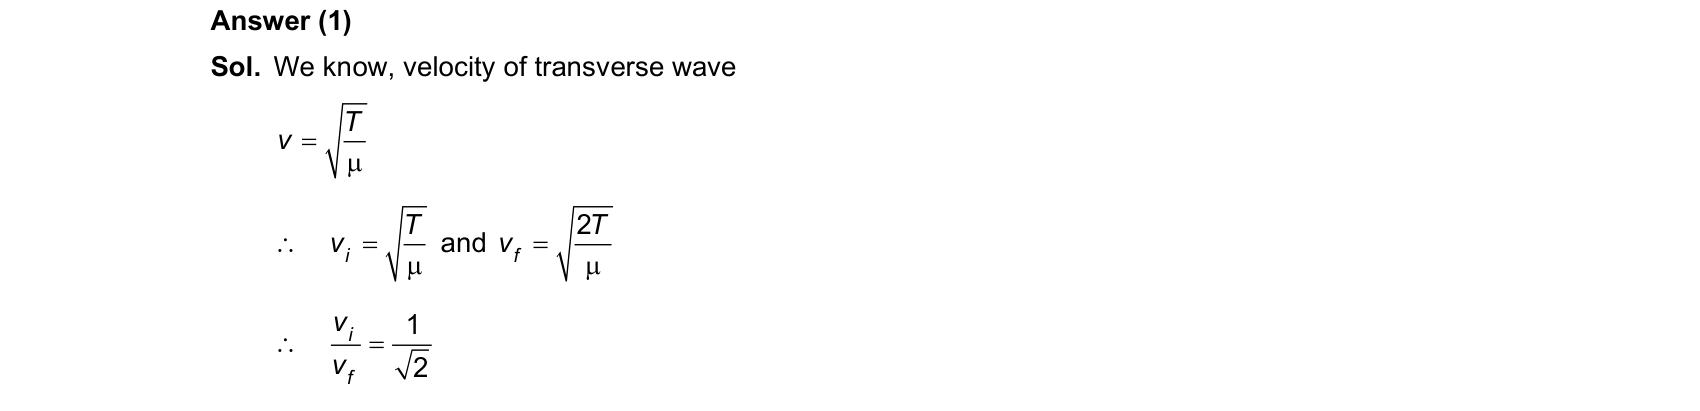 Answer (1)
Sol. We know, velocity of transverse wave
v = √(T/μ)
∴ v_i = √(T/μ) and v_f = √(2T/μ)
∴ v_i/v_f = 1/√2